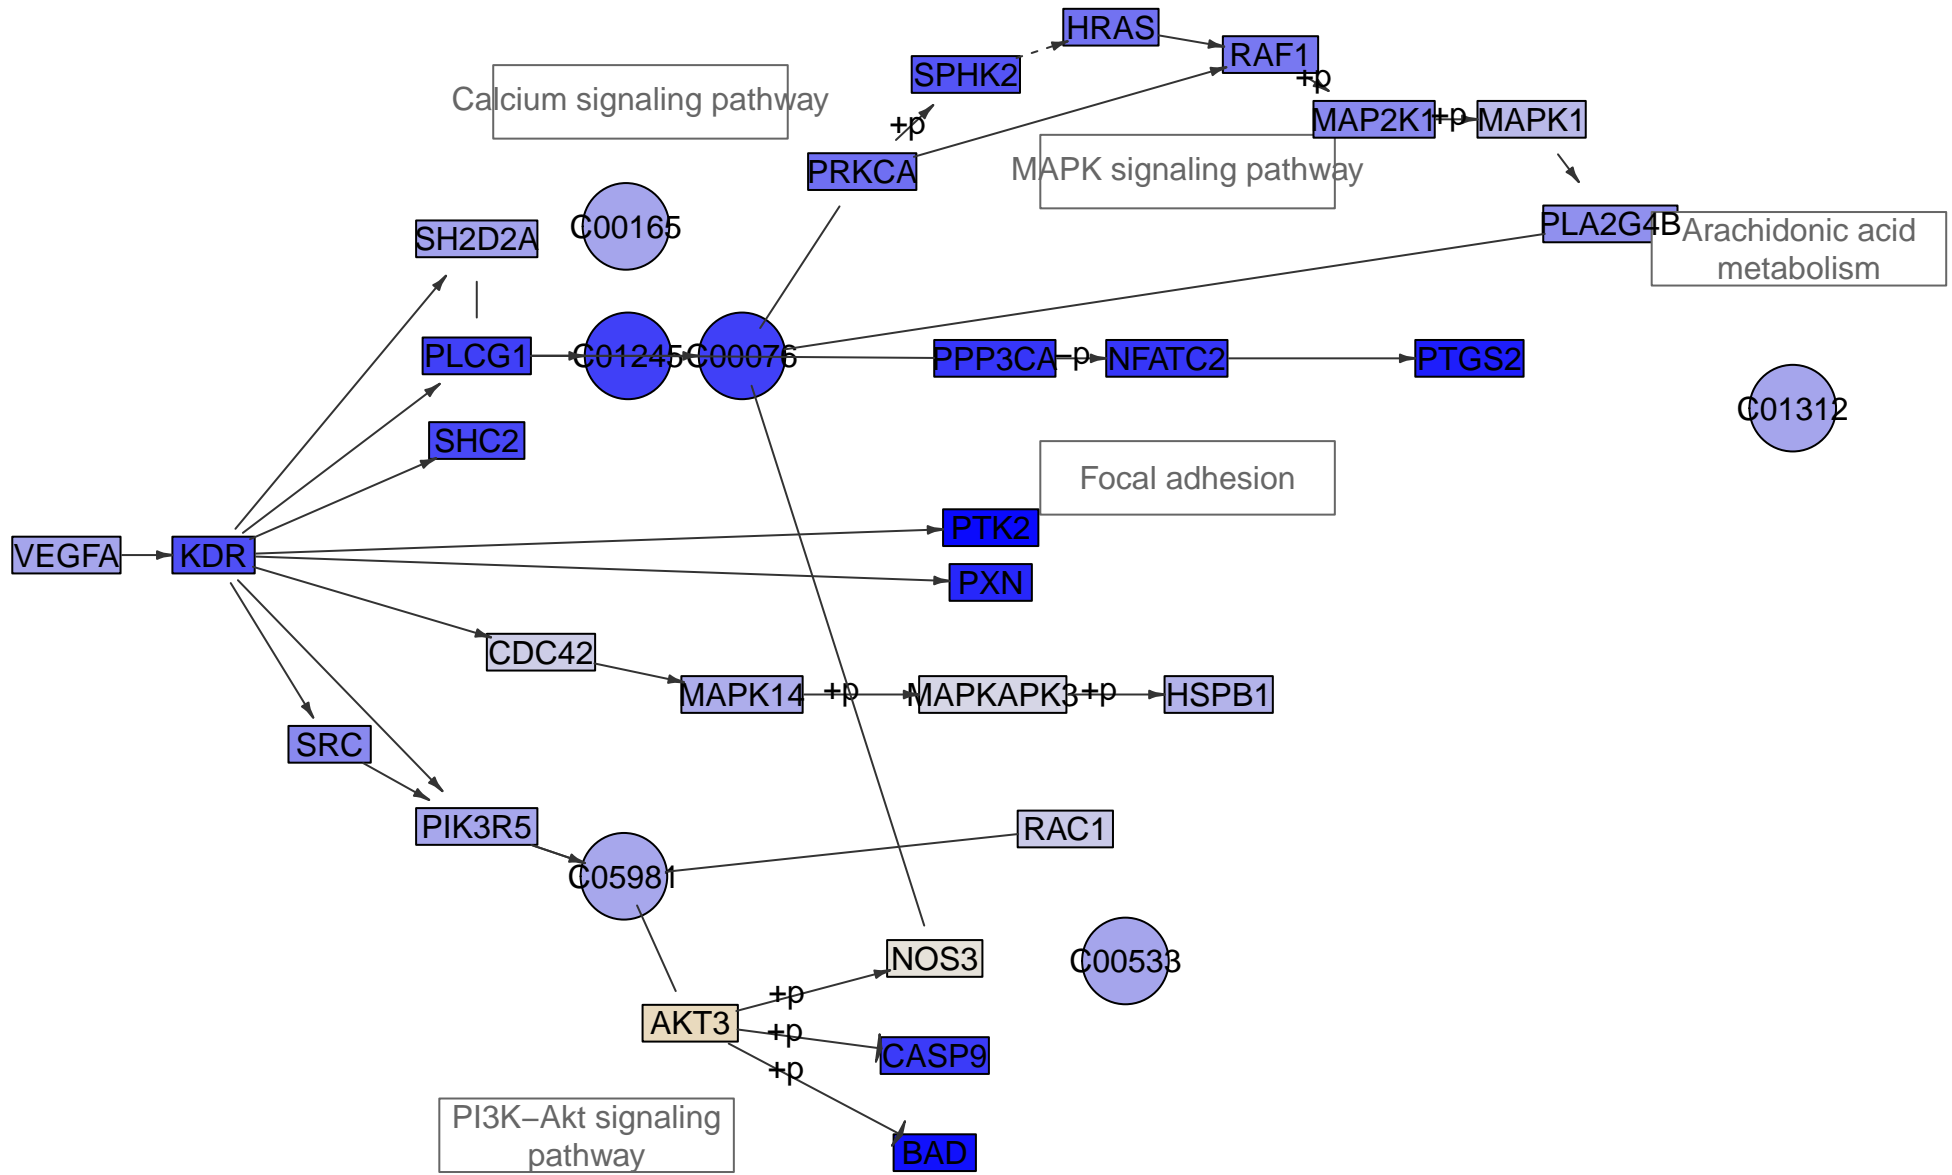 HRAS
RAF1
SPHK2
+p
Calcium signaling pathway
MAP2K1
+p
MAPK1
+p
PRKCA
MAPK signaling pathway
C00165
SH2D2A
PLA2G4B
Arachidonic acid
metabolism
PLCG1
C01245
C00076
PPP3CA
-p
NFATC2
PTGS2
C01312
SHC2
Focal adhesion
PTK2
VEGFA
KDR
PXN
CDC42
MAPK14
+p
MAPKAPK3
+p
HSPB1
SRC
PIK3R5
RAC1
C05981
NOS3
C00533
+p
AKT3
+p
CASP9
+p
PI3K−Akt signaling
pathway
BAD